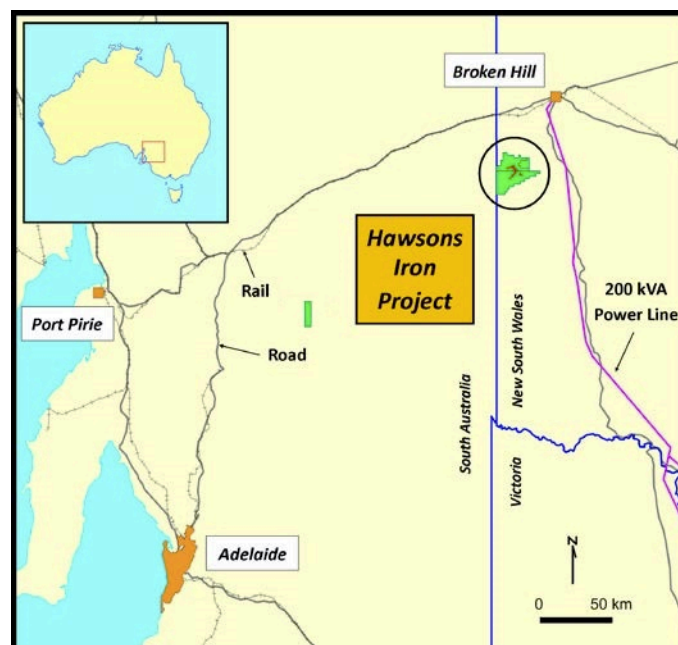 Broken Hill
Hawsons
Iron
Project
Rail
Port Pirie
Road
200 kVA
Power Line
South Australia
New South Wales
Victoria
Adelaide
N
0 50 km